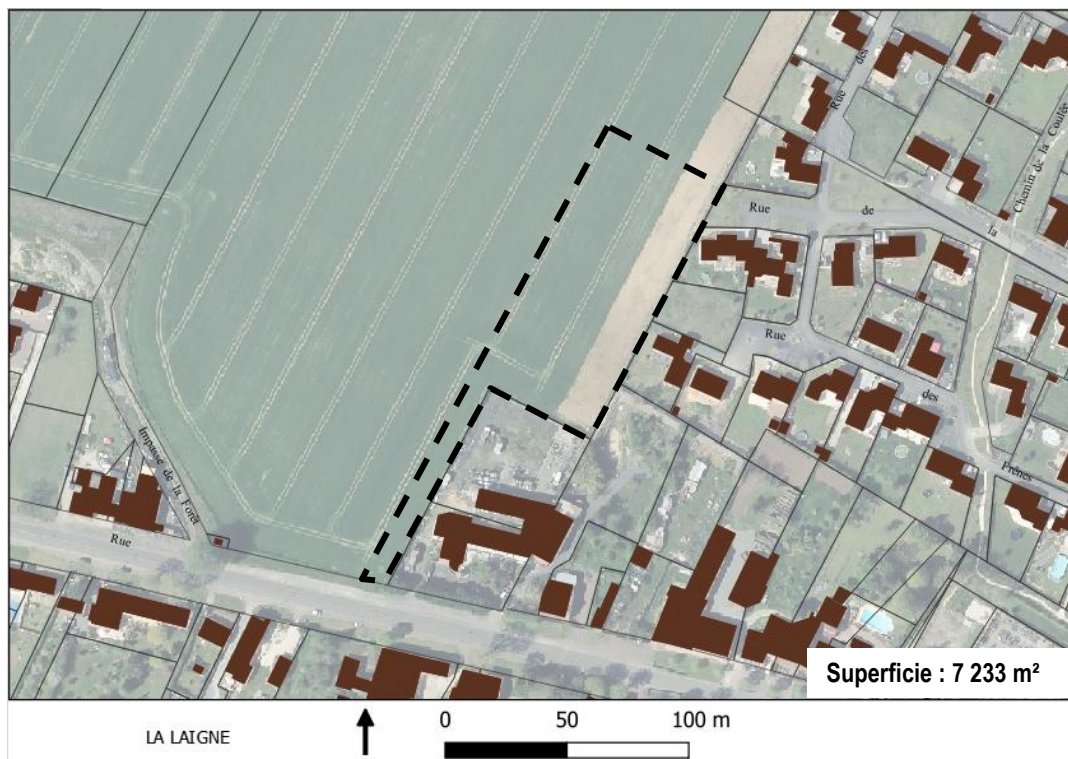 Rue des
Chemin de la Coulée
Rue de la
Rue des Frênes
Impasse de la Forêt
Rue
Superficie : 7 233 m²
LA LAIGNE
0 50 100 m